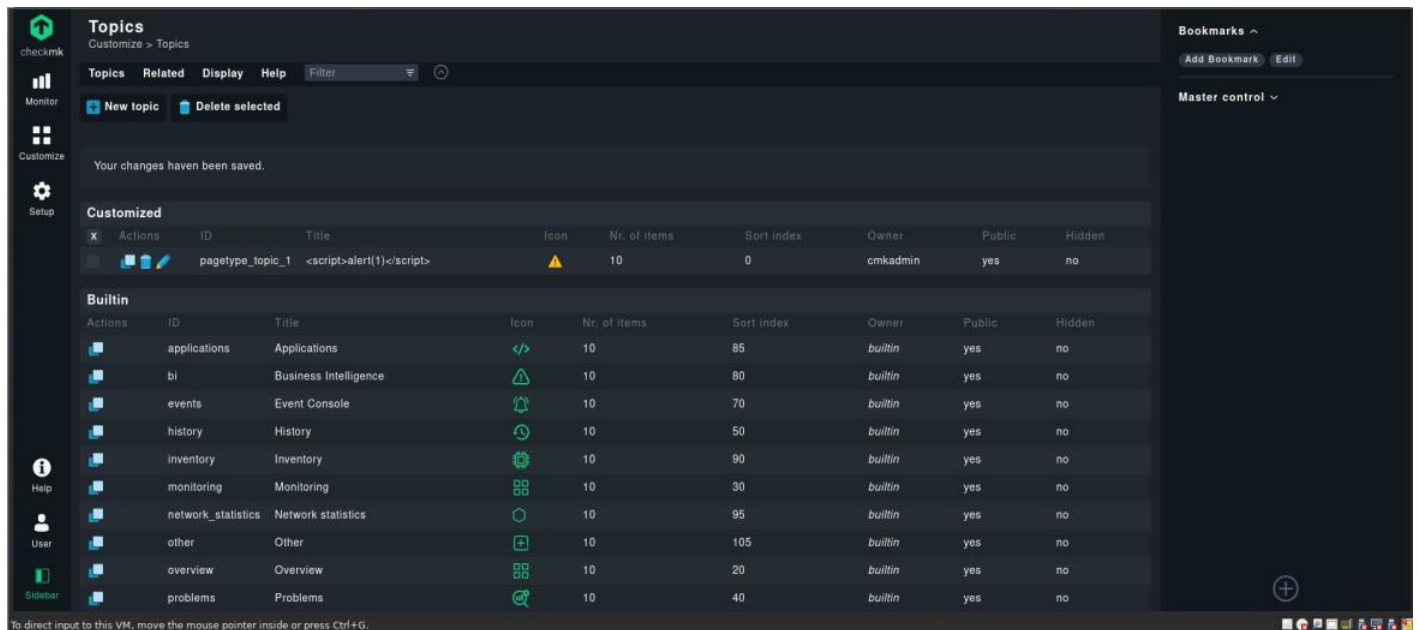 checkmk
Monitor
Customize
Setup
Help
User
Sidebar
Topics
Customize > Topics
Topics Related Display Help Filter
New topic Delete selected
Your changes haven been saved.
Customized
X Actions ID Title Icon Nr. of items Sort index Owner Public Hidden
pagetype_topic_1 <script>alert(1)</script> 10 0 cmkadmin yes no
Builtin
Actions ID Title Icon Nr. of items Sort index Owner Public Hidden
applications Applications 10 85 builtin yes no
bi Business Intelligence 10 80 builtin yes no
events Event Console 10 70 builtin yes no
history History 10 50 builtin yes no
inventory Inventory 10 90 builtin yes no
monitoring Monitoring 10 30 builtin yes no
network_statistics Network statistics 10 95 builtin yes no
other Other 10 105 builtin yes no
overview Overview 10 20 builtin yes no
problems Problems 10 40 builtin yes no
Bookmarks
Add Bookmark Edit
Master control
To direct input to this VM, move the mouse pointer inside or press Ctrl+G.